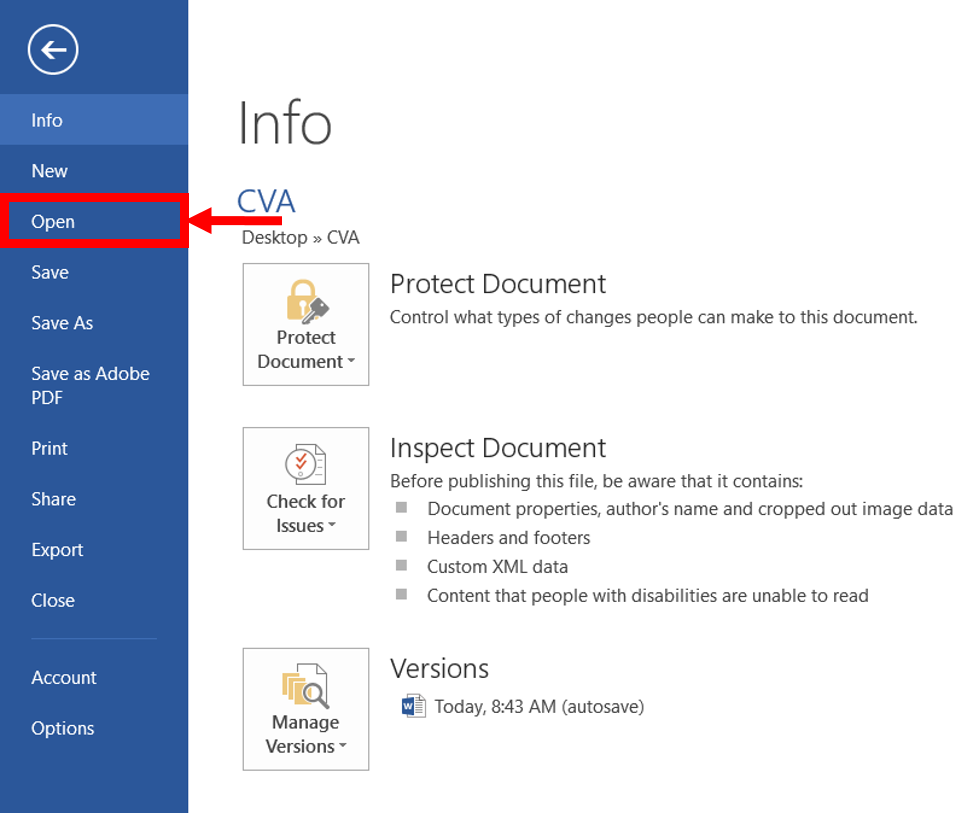 Info
New
Open
Save
Save As
Save as Adobe
PDF
Print
Share
Export
Close
Account
Options
Info
CVA
Desktop » CVA
Protect
Document
Protect Document
Control what types of changes people can make to this document.
Check for
Issues
Inspect Document
Before publishing this file, be aware that it contains:
Document properties, author's name and cropped out image data
Headers and footers
Custom XML data
Content that people with disabilities are unable to read
Manage
Versions
Versions
Today, 8:43 AM (autosave)